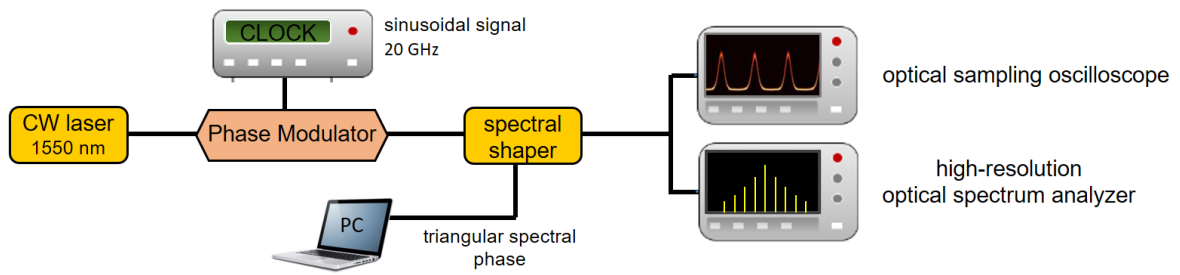 CLOCK
sinusoidal signal
20 GHz
CW laser
1550 nm
Phase Modulator
spectral
shaper
optical sampling oscilloscope
high-resolution
optical spectrum analyzer
PC
triangular spectral
phase